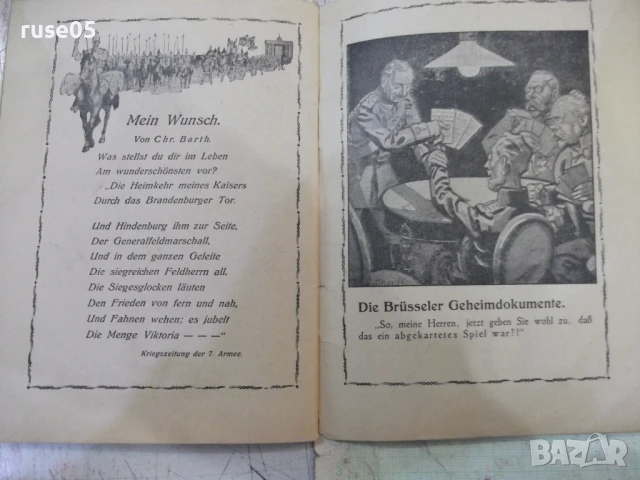 ruse05
Mein Wunsch.
Von Chr. Barth.
Was stellst du dir im Leben
Am wunderschönsten vor?
„Die Heimkehr meines Kaisers
Durch das Brandenburger Tor.
Und Hindenburg ihm zur Seite,
Der Generalfeldmarschall,
Und in dem ganzen Geleite
Die siegreichen Feldherrn all.
Die Siegesglocken läuten
Den Frieden von fern und nah,
Und Fahnen wehen; es jubelt
Die Menge Viktoria — — —“
Kriegszeitung der 7. Armee.
Die Brüsseler Geheimdokumente.
„So, meine Herren, jetzt geben Sie wohl zu, daß
das ein abgekartetes Spiel war?!“
BAZAR
bg